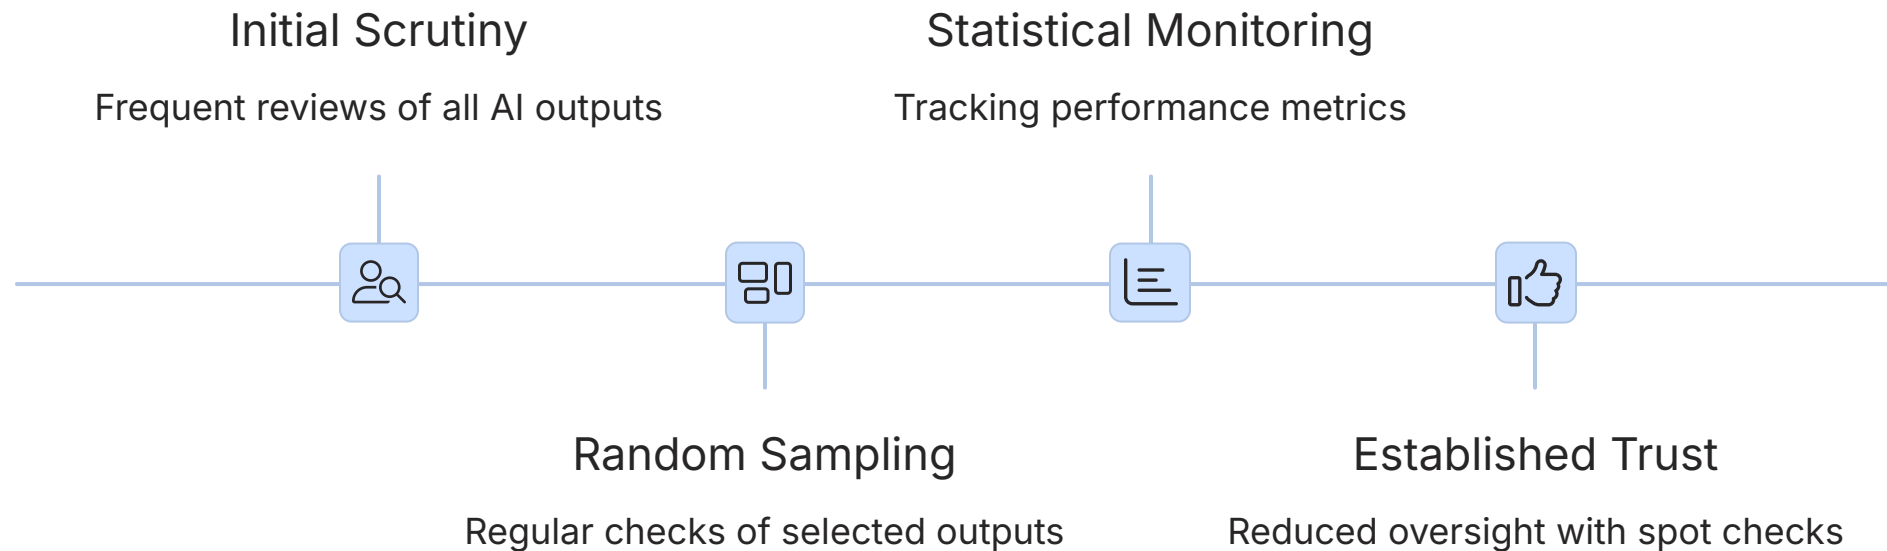 Initial Scrutiny
Frequent reviews of all AI outputs
Random Sampling
Regular checks of selected outputs
Statistical Monitoring
Tracking performance metrics
Established Trust
Reduced oversight with spot checks